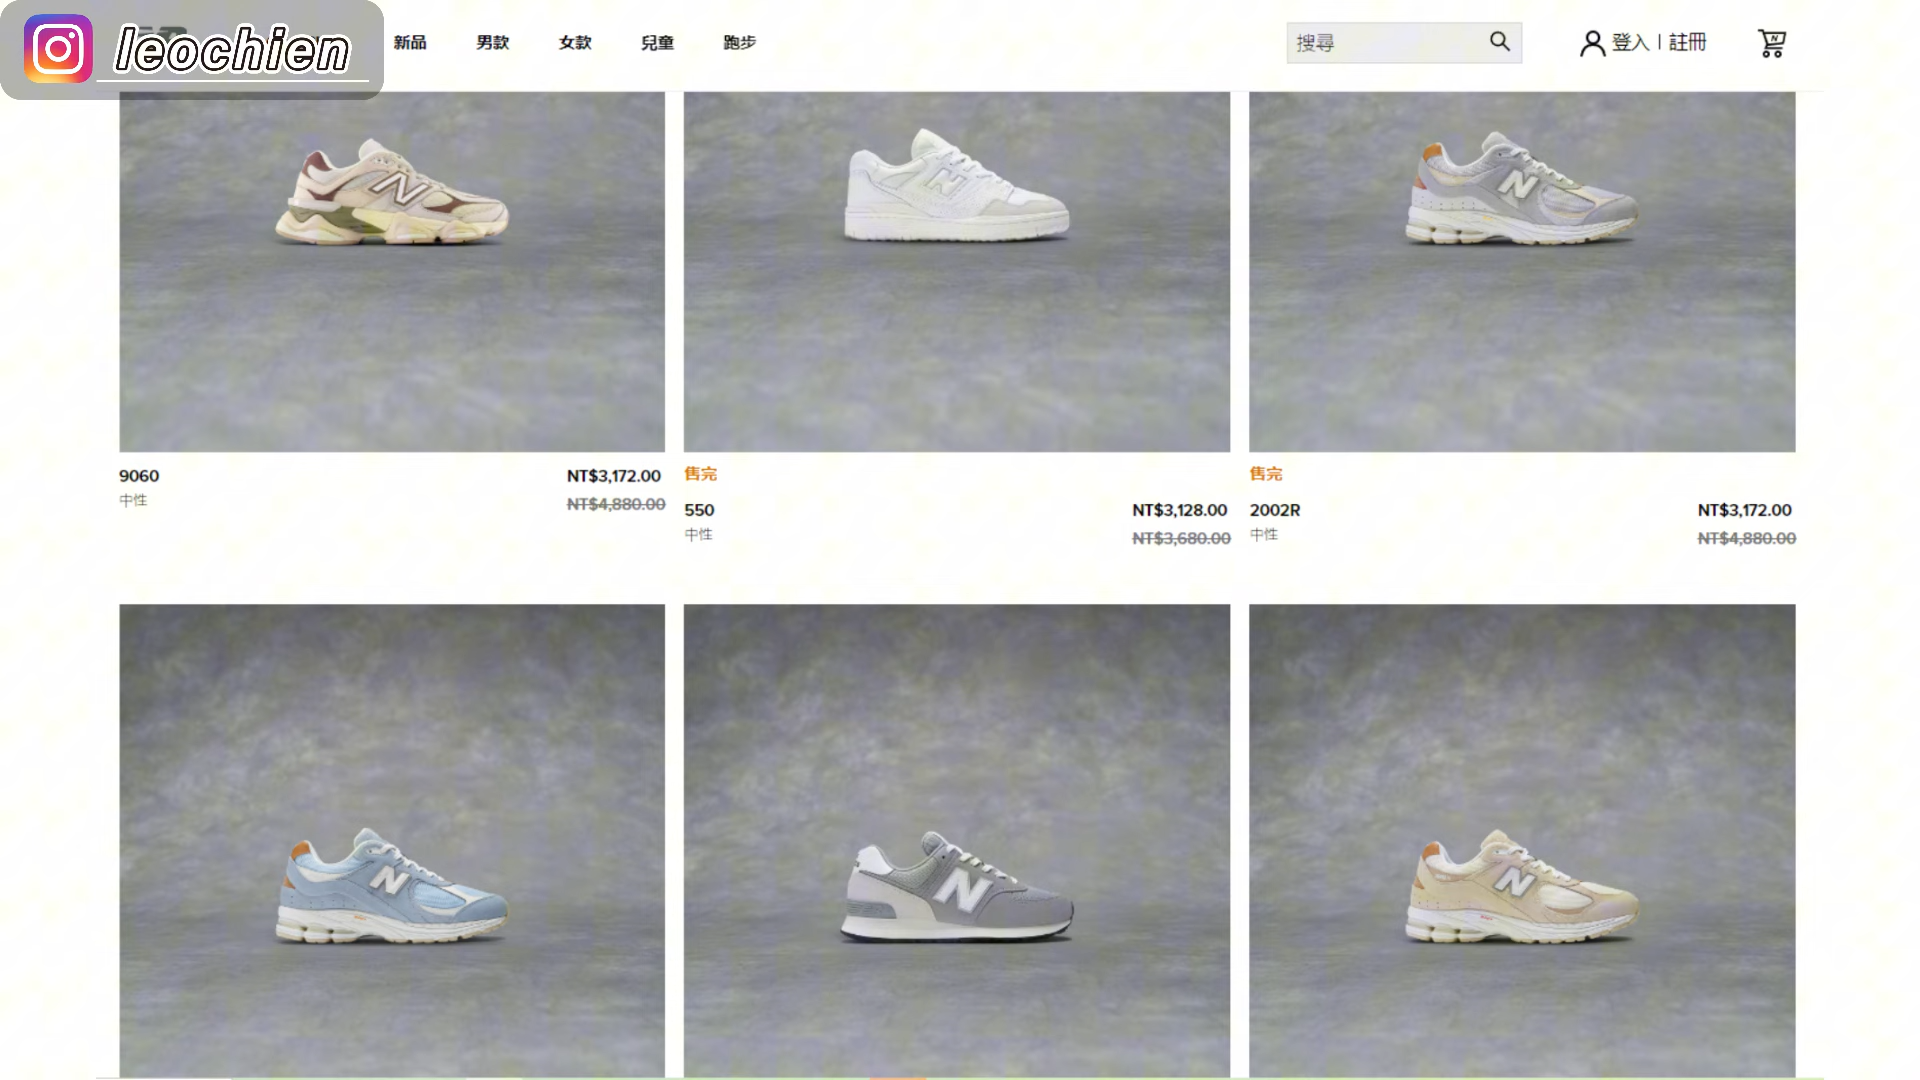 leochien
新品
男款
女款
兒童
跑步
搜尋
登入 | 註冊
9060
NT$3,172.00
中性
NT$4,880.00
售完
550
NT$3,128.00
中性
NT$3,680.00
售完
2002R
NT$3,172.00
中性
NT$4,880.00